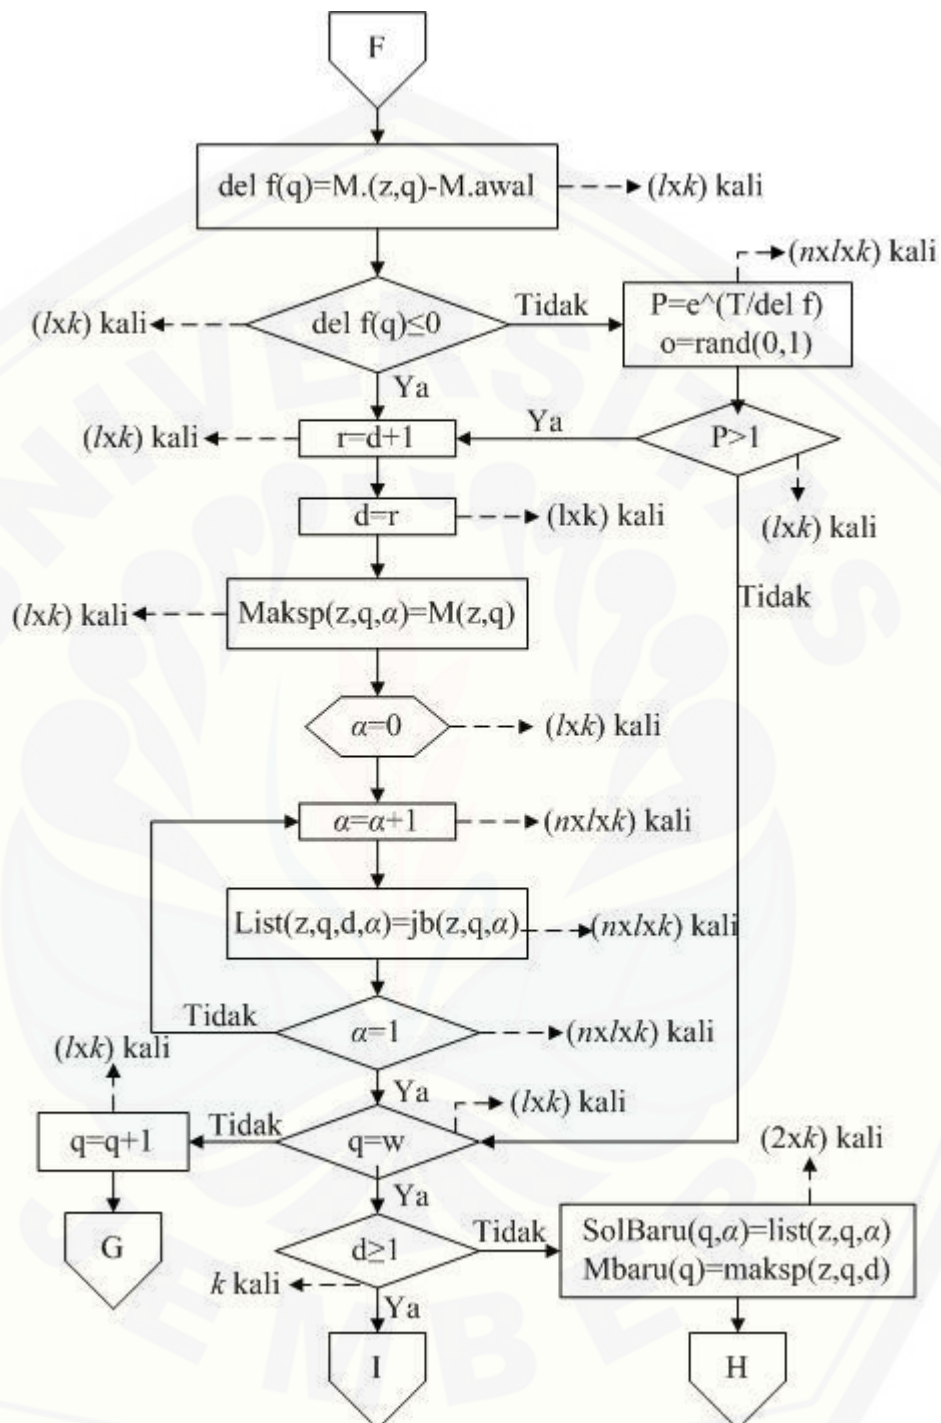 F
del f(q)=M.(z,q)-M.awal
(lxk) kali
(nxlxk) kali
(lxk) kali
del f(q)≤0
Tidak
P=e^(T/del f)
o=rand(0,1)
Ya
(lxk) kali
r=d+1
Ya
P>1
d=r
(lxk) kali
(lxk) kali
Tidak
(lxk) kali
Maksp(z,q,α)=M(z,q)
α=0
(lxk) kali
α=α+1
(nxlxk) kali
List(z,q,d,α)=jb(z,q,α)
(nxlxk) kali
Tidak
α=1
(nxlxk) kali
(lxk) kali
Ya
(lxk) kali
q=q+1
Tidak
q=w
(2xk) kali
Ya
G
d≥1
Tidak
SolBaru(q,α)=list(z,q,α)
Mbaru(q)=maksp(z,q,d)
k kali
Ya
I
H
UNIVERSITAS
JEMBER